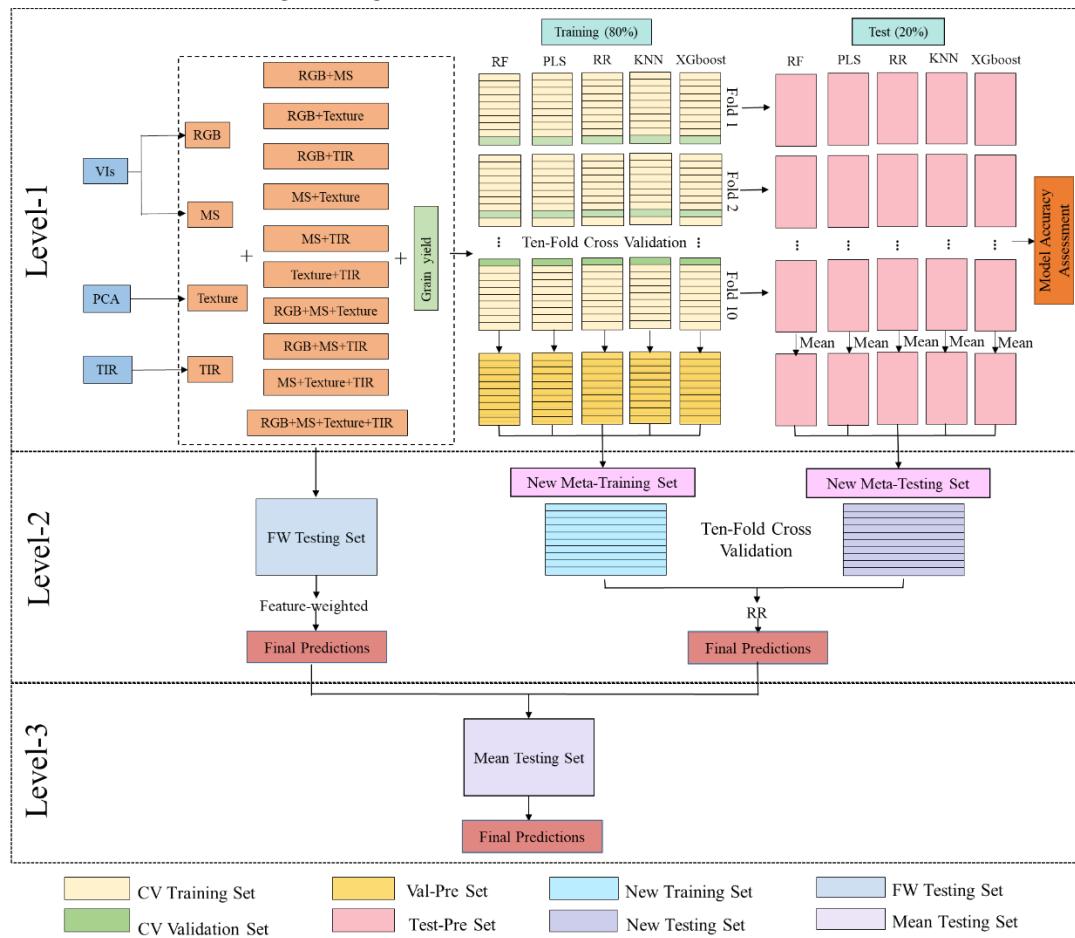 Level-1
VIs
PCA
TIR
RGB
MS
Texture
TIR
+
RGB+MS
RGB+Texture
RGB+TIR
MS+Texture
MS+TIR
Texture+TIR
RGB+MS+Texture
RGB+MS+TIR
MS+Texture+TIR
RGB+MS+Texture+TIR
+
Grain yield
Training (80%)
RF PLS RR KNN XGboost
Fold 1
Fold 2
⋮ Ten-Fold Cross Validation ⋮
Fold 10
Test (20%)
RF PLS RR KNN XGboost
⋮ ... ⋮
Mean Mean Mean Mean Mean
Model Accuracy
Assessment
Level-2
FW Testing Set
Feature-weighted
Final Predictions
New Meta-Training Set
New Meta-Testing Set
Ten-Fold Cross
Validation
RR
Final Predictions
Level-3
Mean Testing Set
Final Predictions
CV Training Set
Val-Pre Set
New Training Set
FW Testing Set
CV Validation Set
Test-Pre Set
New Testing Set
Mean Testing Set